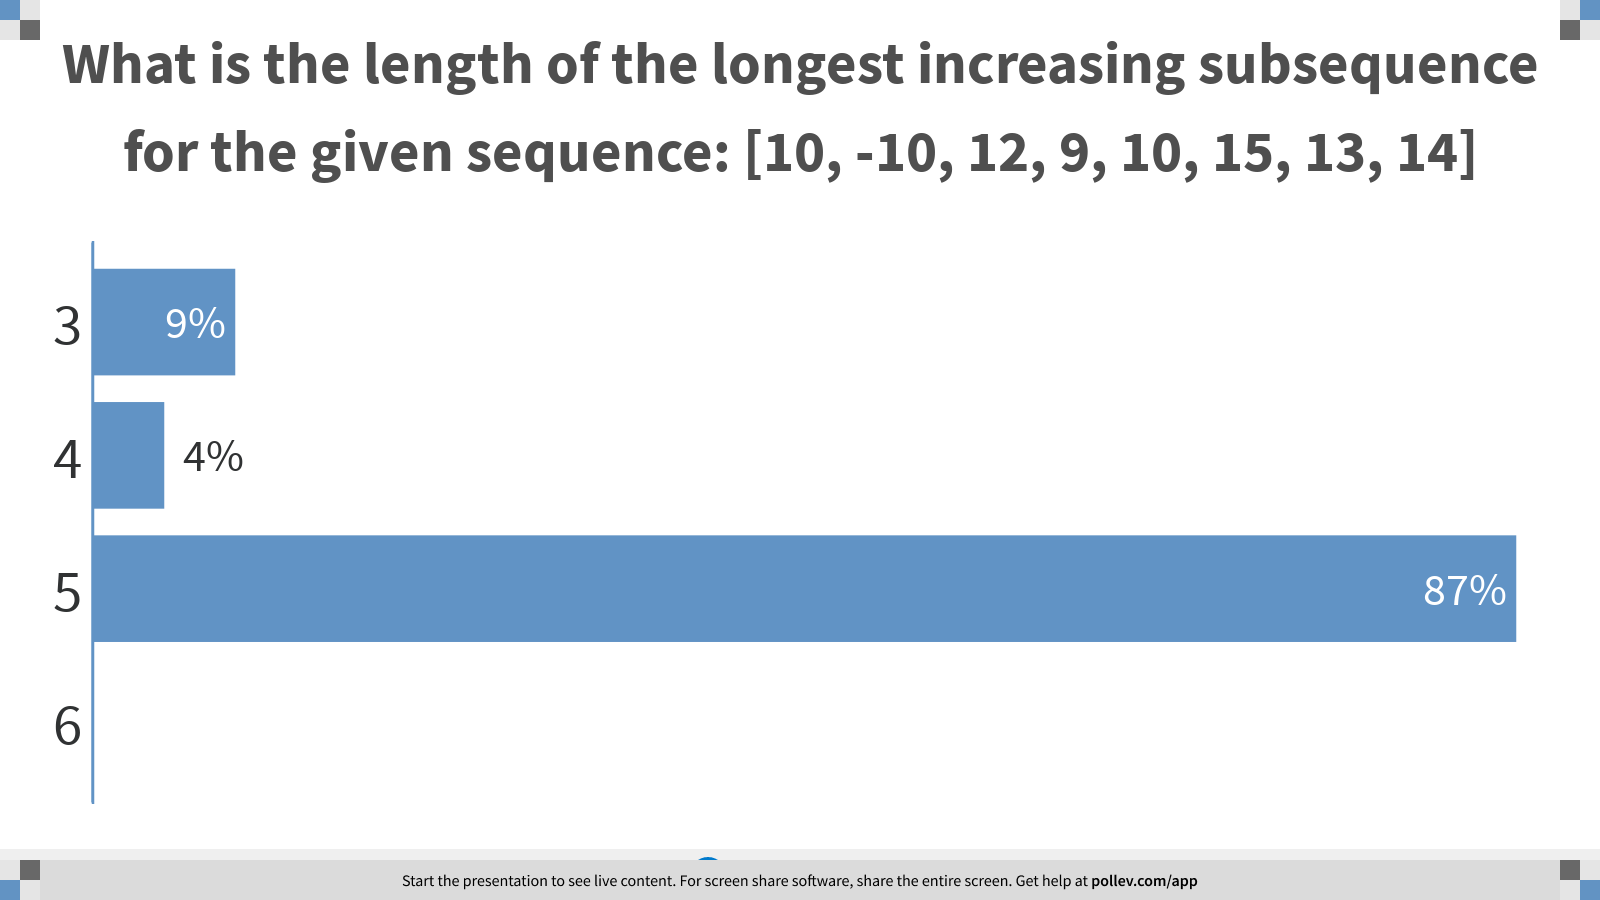 What is the length of the longest increasing subsequence
for the given sequence: [10, -10, 12, 9, 10, 15, 13, 14]
3
9%
4
4%
5
87%
6
Start the presentation to see live content. For screen share software, share the entire screen. Get help at pollev.com/app